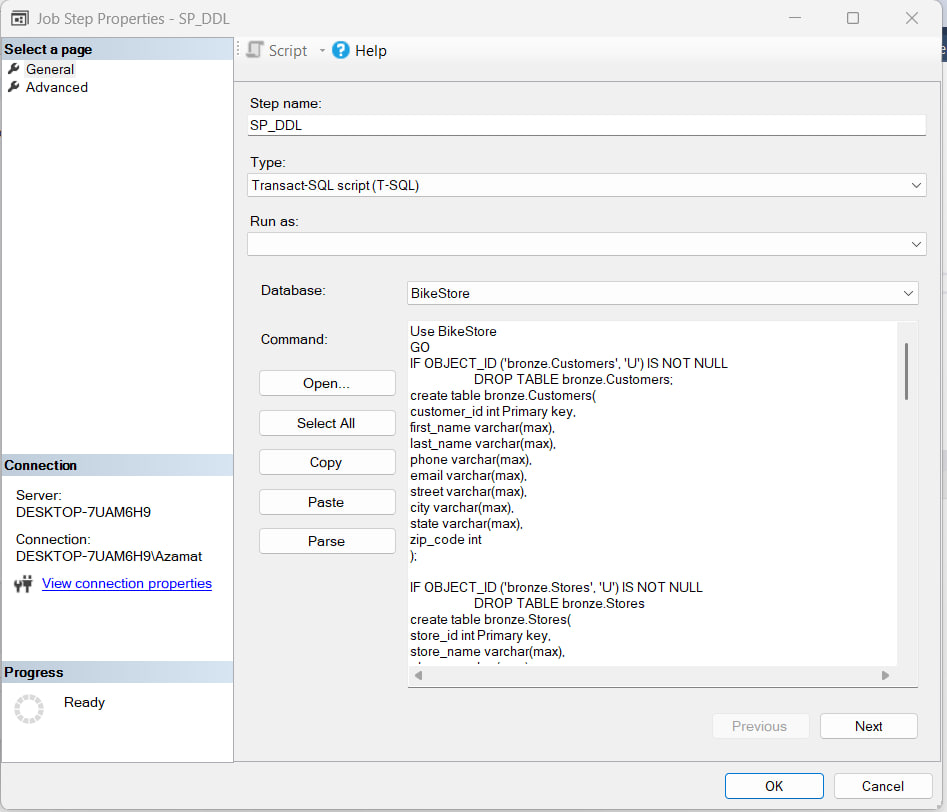 Job Step Properties - SP_DDL
Select a page
General
Advanced
Script
Help
Step name:
SP_DDL
Type:
Transact-SQL script (T-SQL)
Run as:
Database:
BikeStore
Command:
Open...
Select All
Copy
Paste
Parse
Use BikeStore
GO
IF OBJECT_ID ('bronze.Customers', 'U') IS NOT NULL
DROP TABLE bronze.Customers;
create table bronze.Customers(
customer_id int Primary key,
first_name varchar(max),
last_name varchar(max),
phone varchar(max),
email varchar(max),
street varchar(max),
city varchar(max),
state varchar(max),
zip_code int
);
IF OBJECT_ID ('bronze.Stores', 'U') IS NOT NULL
DROP TABLE bronze.Stores
create table bronze.Stores(
store_id int Primary key,
store_name varchar(max),
Connection
Server:
DESKTOP-7UAM6H9
Connection:
DESKTOP-7UAM6H9\Azamat
View connection properties
Progress
Ready
Previous
Next
OK
Cancel